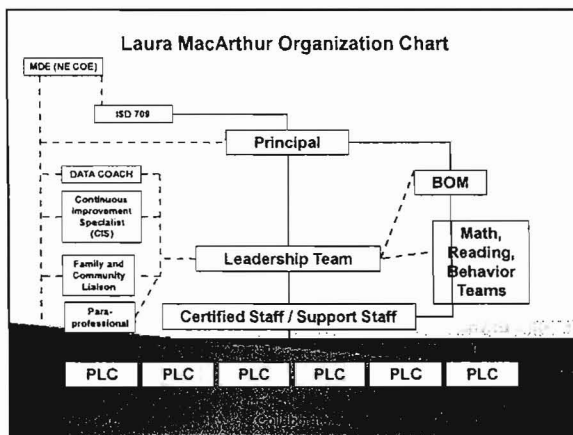 Laura MacArthur Organization Chart
MDE (NE COE)
ISD 709
Principal
DATA COACH
BOM
Continuous
Improvement
Specialist
(CIS)
Math,
Reading,
Behavior
Teams
Leadership Team
Family and
Community
Liaison
Para-
professional
Certified Staff / Support Staff
PLC PLC PLC PLC PLC PLC